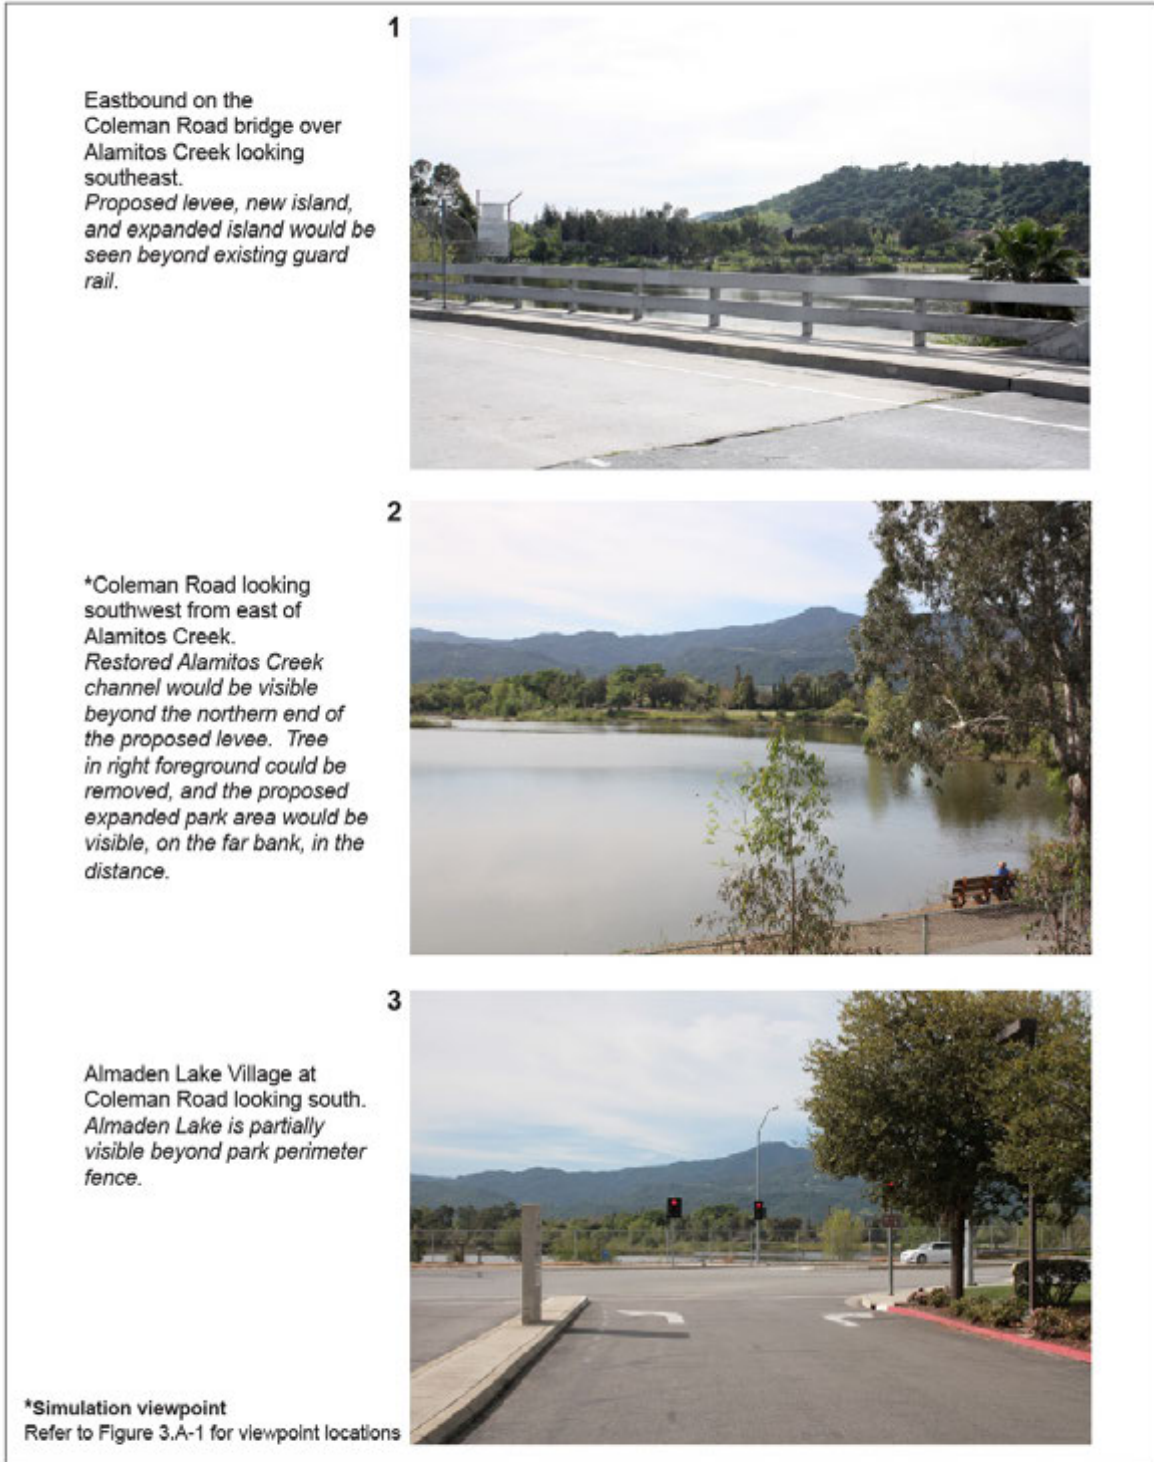 1
Eastbound on the
Coleman Road bridge over
Alamitos Creek looking
southeast.
Proposed levee, new island,
and expanded island would be
seen beyond existing guard
rail.
2
*Coleman Road looking
southwest from east of
Alamitos Creek.
Restored Alamitos Creek
channel would be visible
beyond the northern end of
the proposed levee. Tree
in right foreground could be
removed, and the proposed
expanded park area would be
visible, on the far bank, in the
distance.
3
Almaden Lake Village at
Coleman Road looking south.
Almaden Lake is partially
visible beyond park perimeter
fence.
*Simulation viewpoint
Refer to Figure 3.A-1 for viewpoint locations